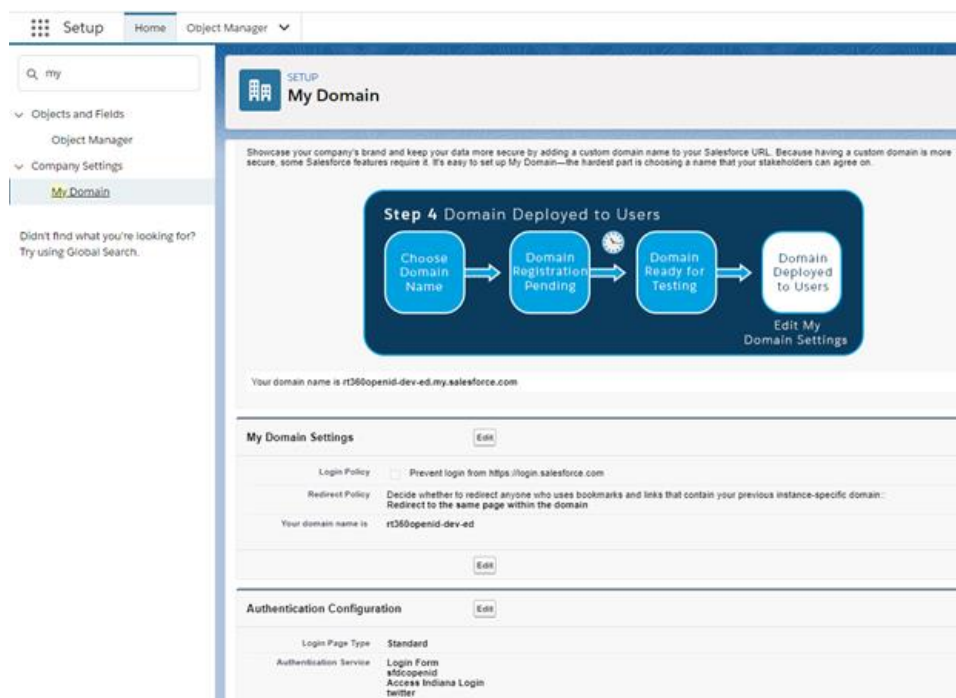 Setup
Home
Object Manager
my
Objects and Fields
Object Manager
Company Settings
My Domain
Didn't find what you're looking for?
Try using Global Search.
SETUP
My Domain
Showcase your company's brand and keep your data more secure by adding a custom domain name to your Salesforce URL. Because having a custom domain is more
secure, some Salesforce features require it. It's easy to set up My Domain—the hardest part is choosing a name that your stakeholders can agree on.
Step 4 Domain Deployed to Users
Choose
Domain
Name
Domain
Registration
Pending
Domain
Ready for
Testing
Domain
Deployed
to Users
Edit My
Domain Settings
Your domain name is rt360openid-dev-ed.my.salesforce.com
My Domain Settings
Edit
Login Policy
Prevent login from https://login.salesforce.com
Redirect Policy
Decide whether to redirect anyone who uses bookmarks and links that contain your previous instance-specific domain::
Redirect to the same page within the domain
Your domain name is
rt360openid-dev-ed
Edit
Authentication Configuration
Edit
Login Page Type
Standard
Authentication Service
Login Form
sfdcopenid
Access Indiana Login
twitter